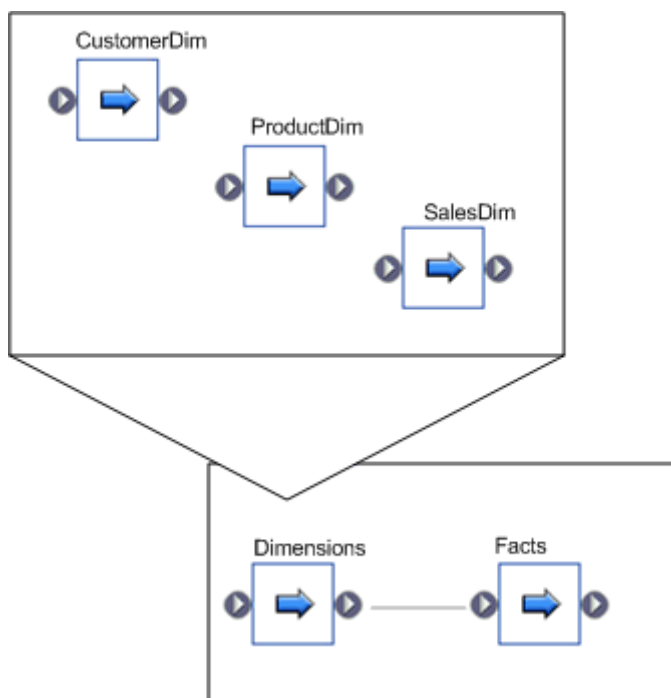 CustomerDim
ProductDim
SalesDim
Dimensions
Facts